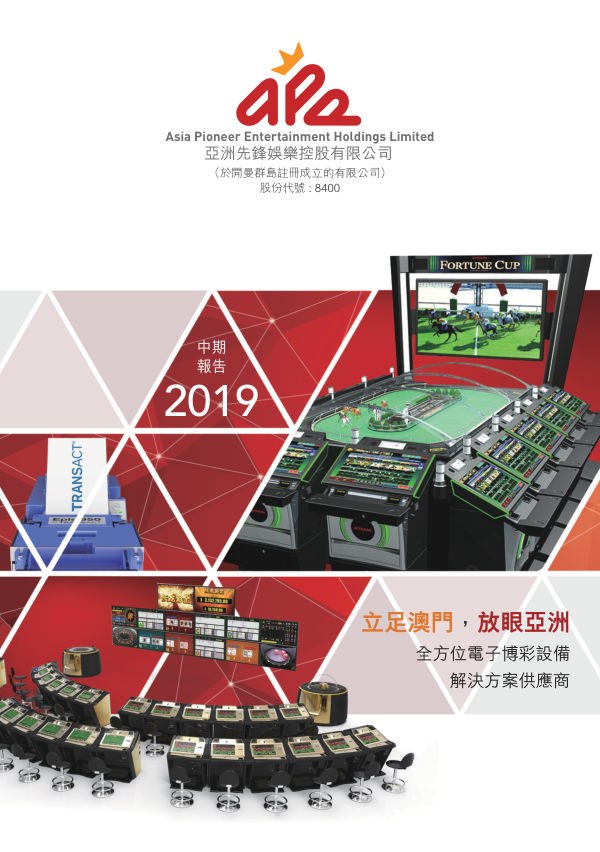 ape
Asia Pioneer Entertainment Holdings Limited
亞洲先鋒娛樂控股有限公司
（於開曼群島註冊成立的有限公司）
股份代號 : 8400
FORTUNE CUP
中期
報告
2019
TRANSACT
Epic 950
立足澳門，放眼亞洲
全方位電子博彩設備
解決方案供應商